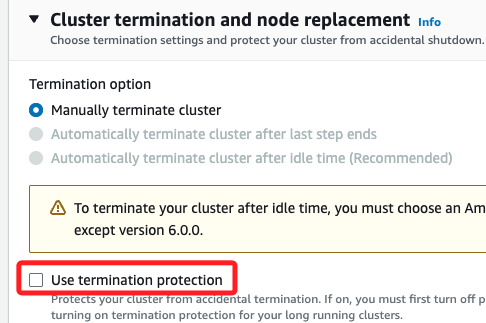 Cluster termination and node replacement Info
Choose termination settings and protect your cluster from accidental shutdown.
Termination option
Manually terminate cluster
Automatically terminate cluster after last step ends
Automatically terminate cluster after idle time (Recommended)
To terminate your cluster after idle time, you must choose an Am
except version 6.0.0.
Use termination protection
Protects your cluster from accidental termination. If on, you must first turn off p
turning on termination protection for your long running clusters.